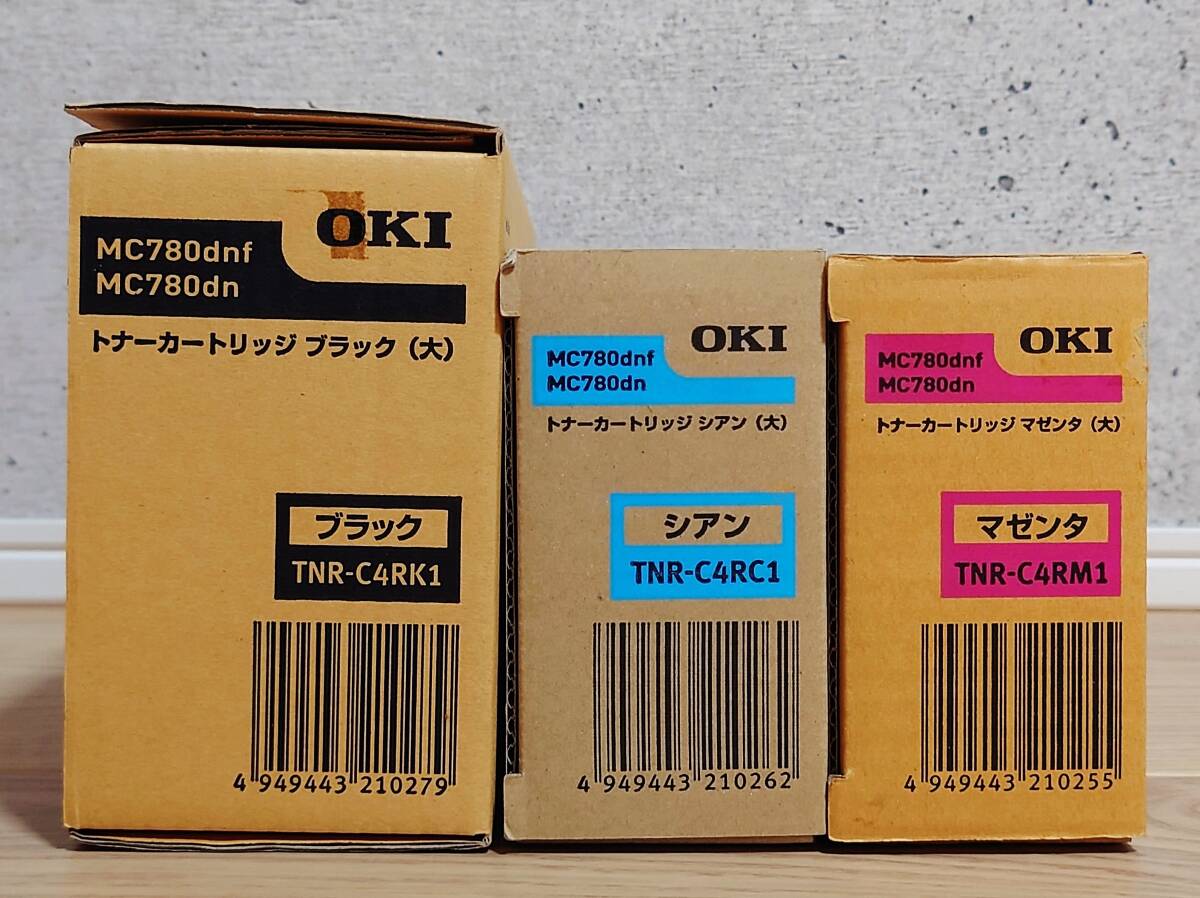 OKI
MC780dnf
MC780dn
トナーカートリッジ ブラック（大）
ブラック
TNR-C4RK1
4 949443 210279
OKI
MC780dnf
MC780dn
トナーカートリッジ シアン（大）
シアン
TNR-C4RC1
4 949443 210262
OKI
MC780dnf
MC780dn
トナーカートリッジ マゼンタ（大）
マゼンタ
TNR-C4RM1
4 949443 210255